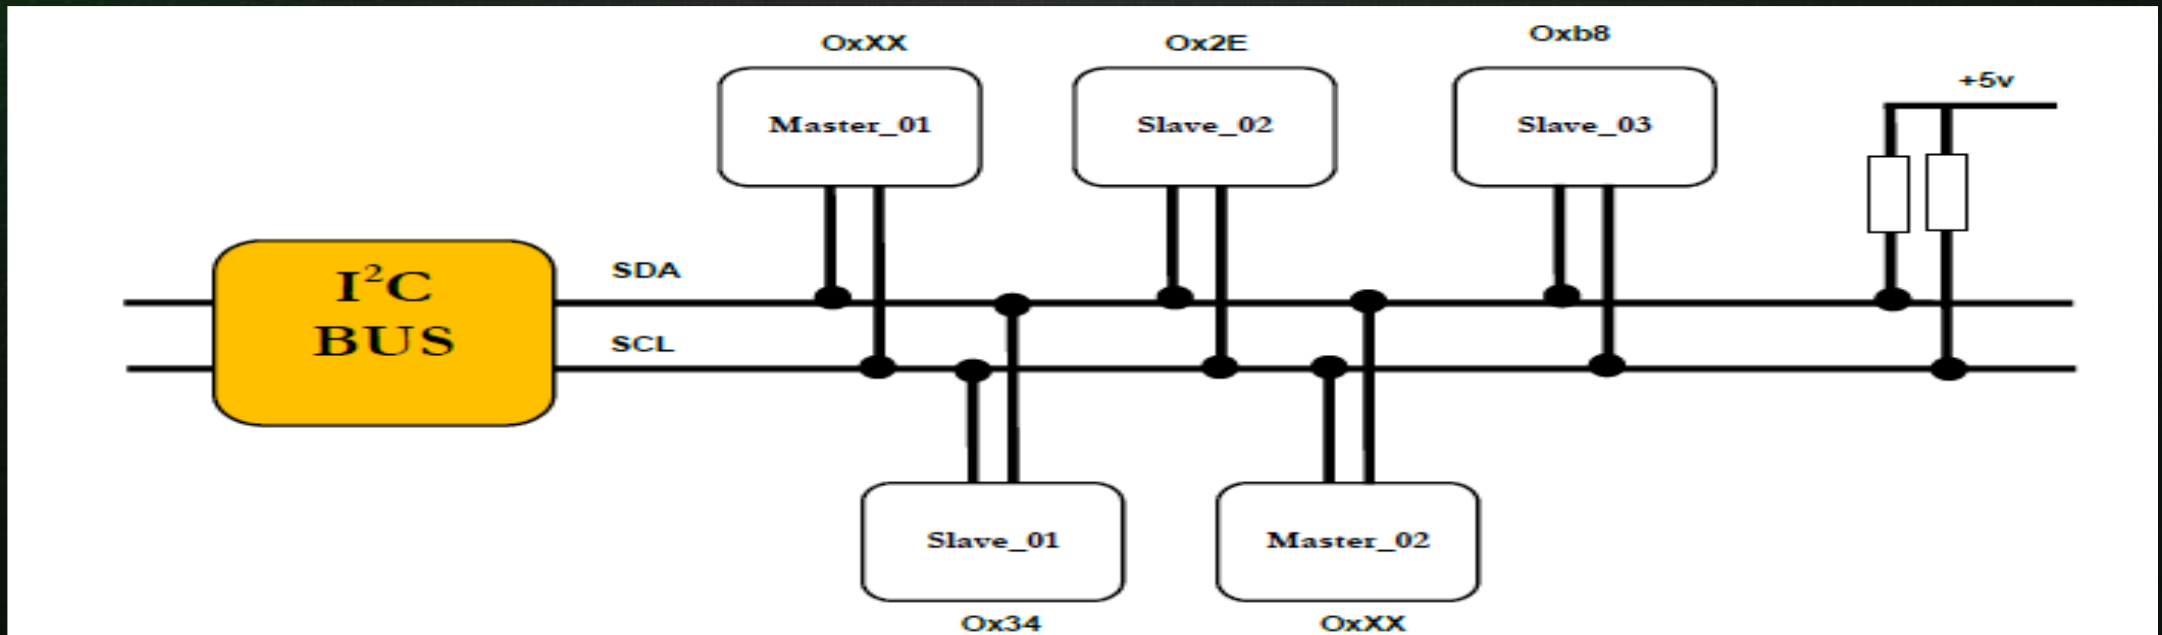 OxXX
Ox2E
Oxb8
+5v
Master_01
Slave_02
Slave_03
I²C
BUS
SDA
SCL
Slave_01
Master_02
Ox34
OxXX